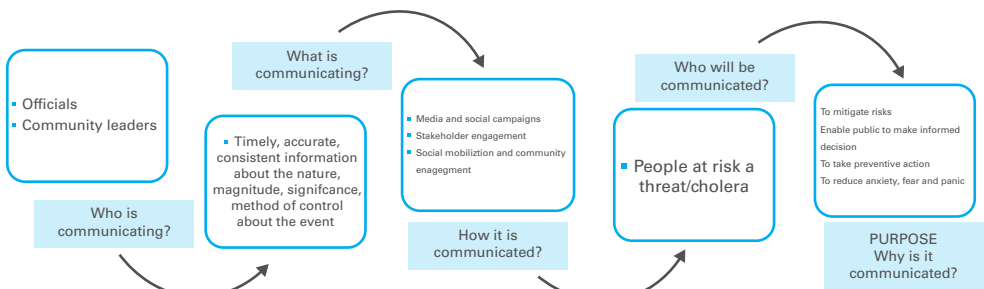 Officials
Community leaders
Who is
communicating?
What is
communicating?
Timely, accurate,
consistent information
about the nature,
magnitude, signifcance,
method of control
about the event
Media and social campaigns
Stakeholder engagement
Social mobiliztion and community
enagegment
How it is
communicated?
Who will be
communicated?
People at risk a
threat/cholera
To mitigate risks
Enable public to make informed
decision
To take preventive action
To reduce anxiety, fear and panic
PURPOSE
Why is it
communicated?